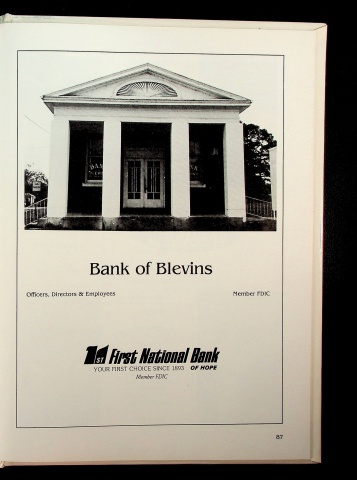 BANK
Bank of Blevins
Officers, Directors & Employees Member FDIC
1ST First National Bank
YOUR FIRST CHOICE SINCE 1893 OF HOPE
Member FDIC
87